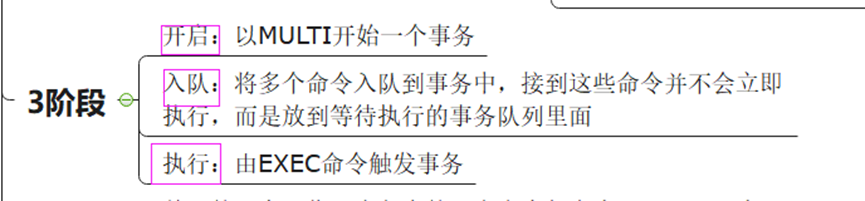 开启：以MULTI开始一个事务
3阶段
入队：将多个命令入队到事务中，接到这些命令并不会立即
执行，而是放到等待执行的事务队列里面
执行：由EXEC命令触发事务